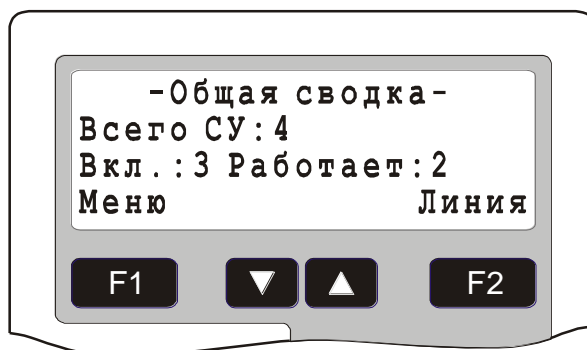 -Общая сводка-
Всего СУ:4
Вкл.:3 Работает:2
Меню Линия
F1 F2